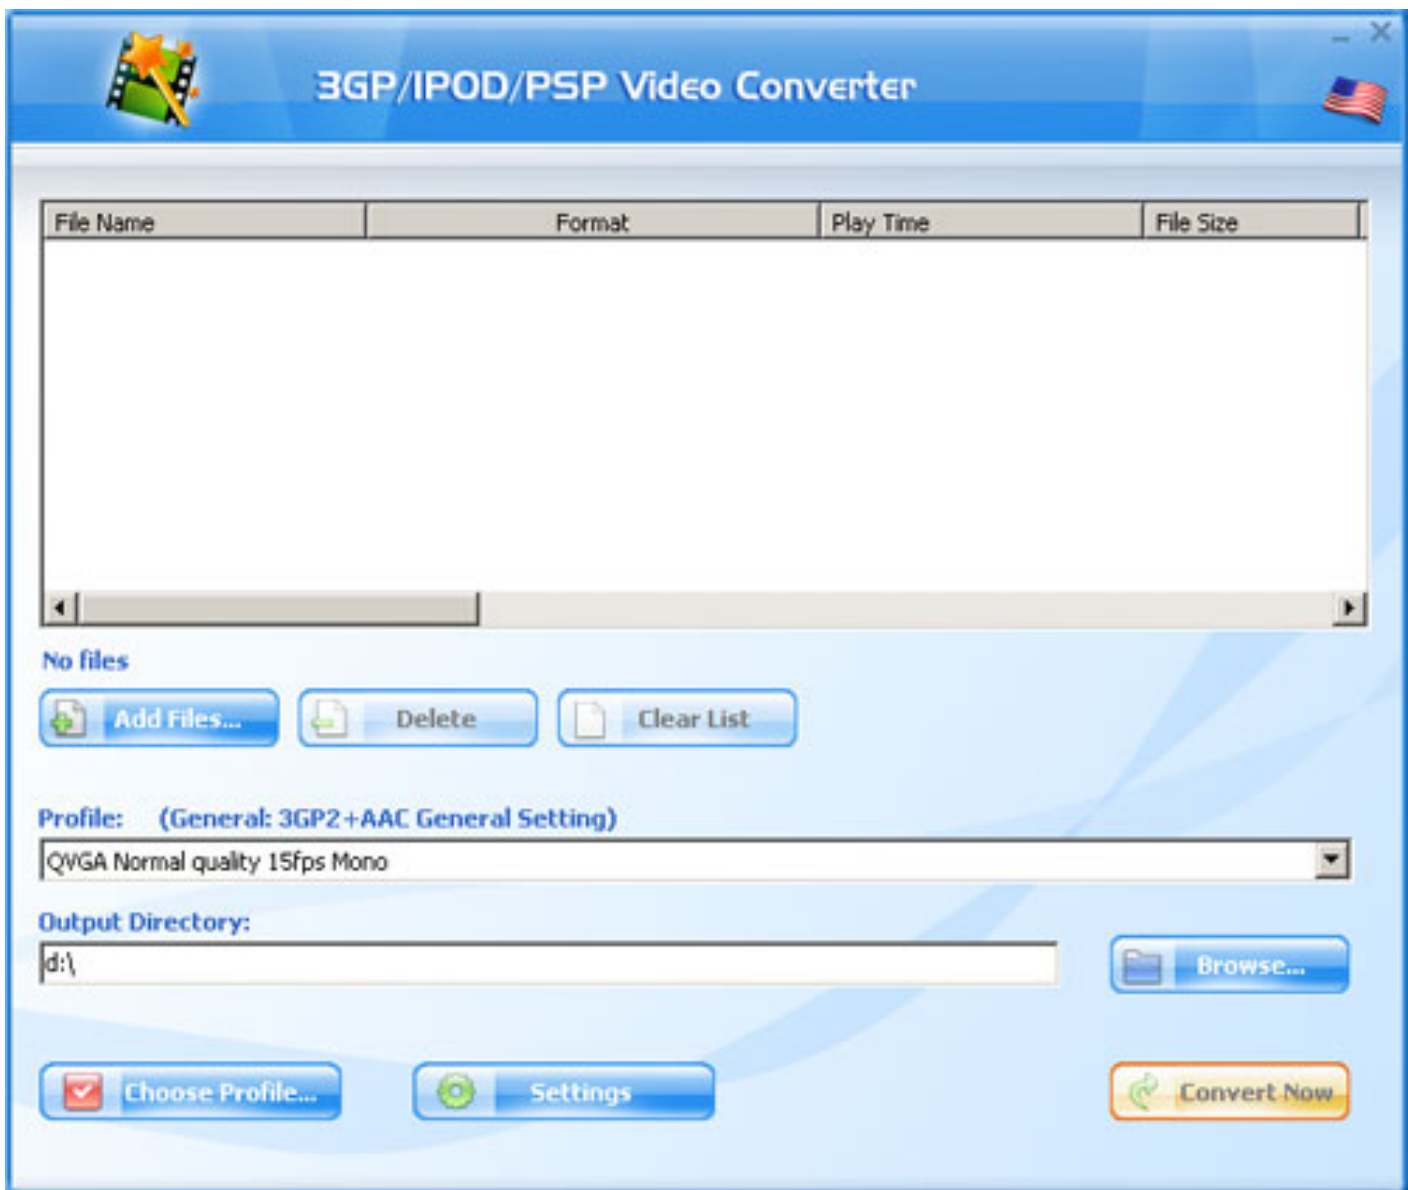 3GP/IPOD/PSP Video Converter
File Name Format Play Time File Size
No files
Add Files... Delete Clear List
Profile: (General: 3GP2+AAC General Setting)
QVGA Normal quality 15fps Mono
Output Directory:
d:\
Browse...
Choose Profile... Settings Convert Now